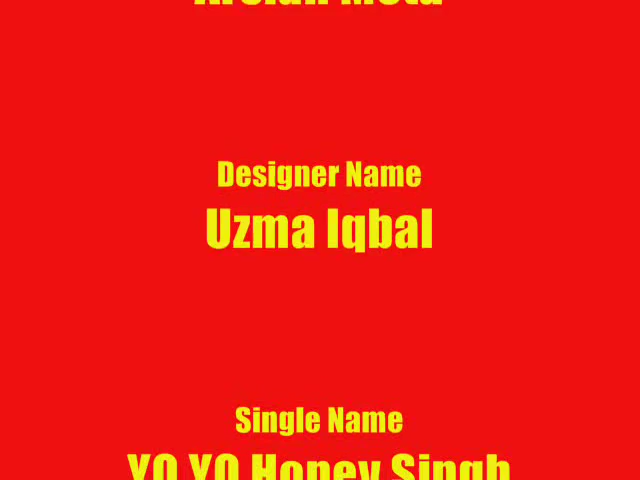 Designer Name
Uzma Iqbal
Single Name
YO YO Honey Singh